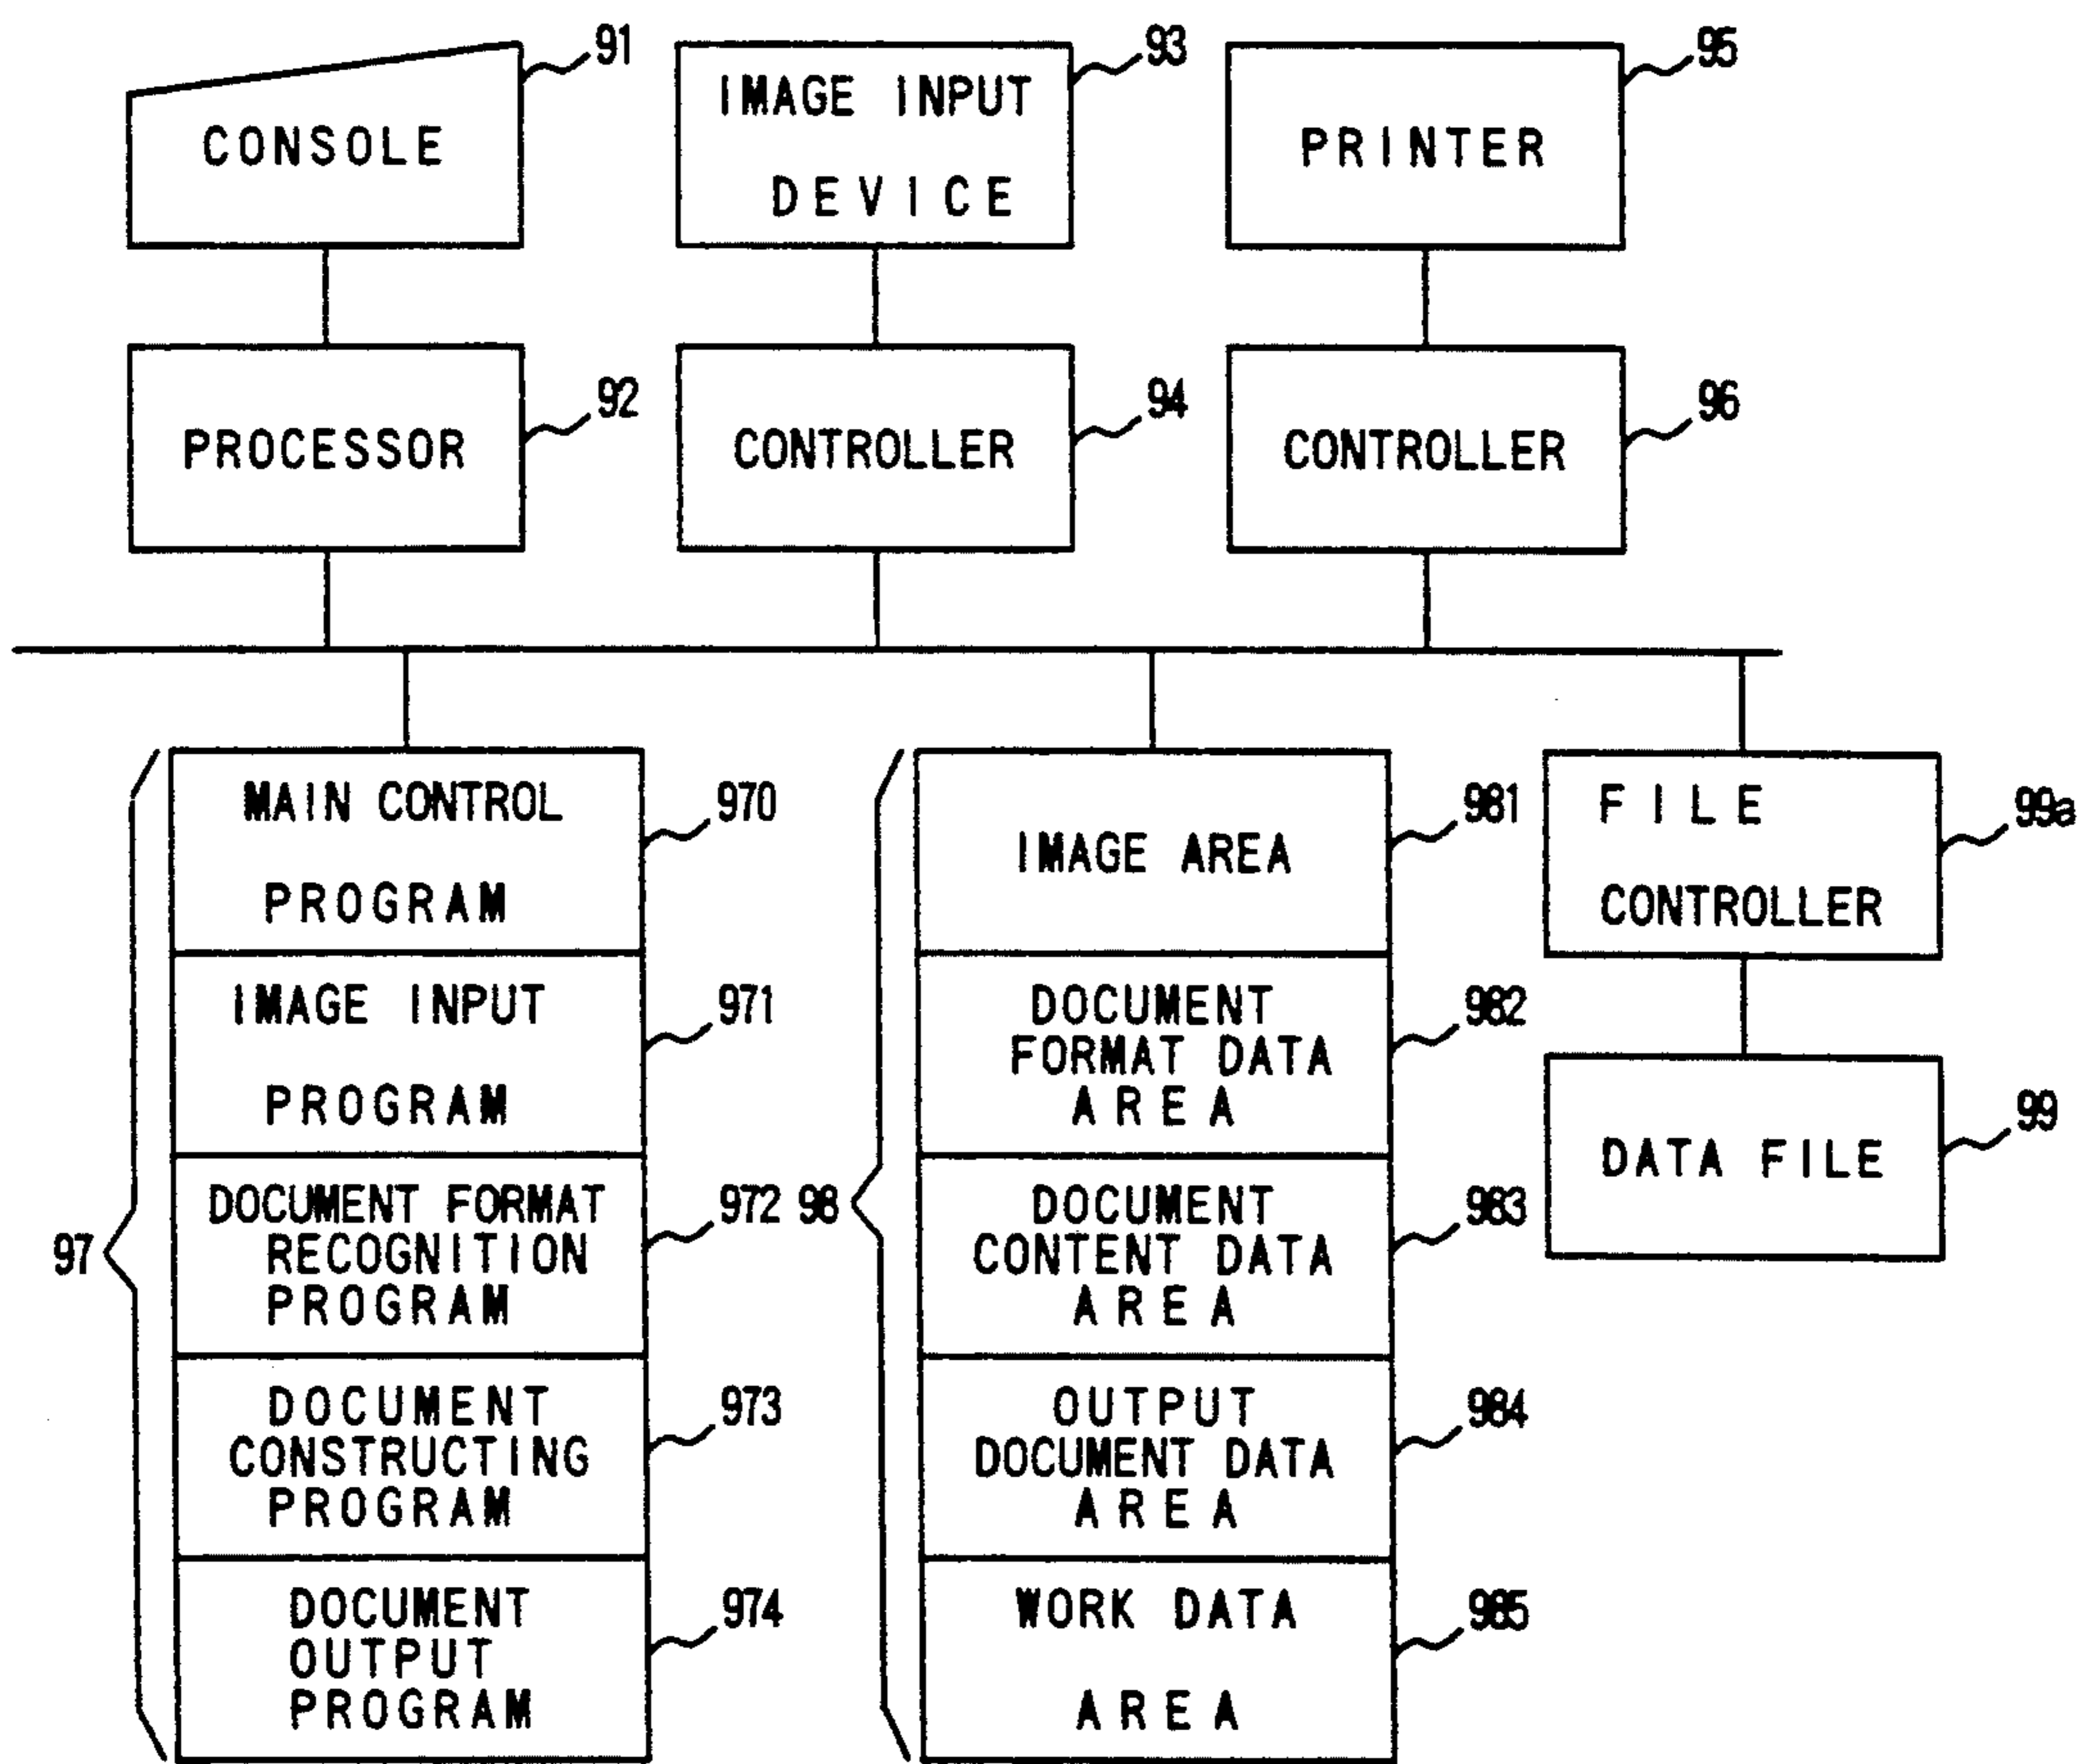 91
CONSOLE
93
IMAGE INPUT
DEVICE
95
PRINTER
92
PROCESSOR
94
CONTROLLER
96
CONTROLLER
97
MAIN CONTROL
PROGRAM
970
IMAGE INPUT
PROGRAM
971
DOCUMENT FORMAT
RECOGNITION
PROGRAM
972
DOCUMENT
CONSTRUCTING
PROGRAM
973
DOCUMENT
OUTPUT
PROGRAM
974
98
IMAGE AREA
981
DOCUMENT
FORMAT DATA
AREA
982
DOCUMENT
CONTENT DATA
AREA
983
OUTPUT
DOCUMENT DATA
AREA
984
WORK DATA
AREA
985
FILE
CONTROLLER
99a
DATA FILE
99